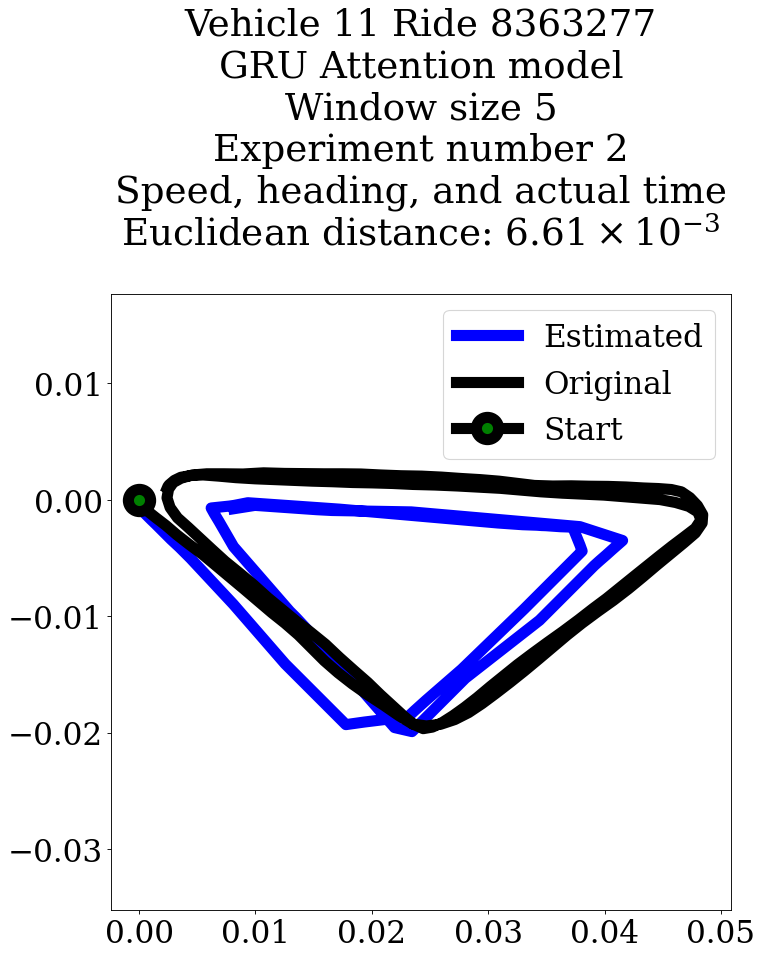 Vehicle 11 Ride 8363277
GRU Attention model
Window size 5
Experiment number 2
Speed, heading, and actual time
Euclidean distance: 6.61 × 10⁻³
Estimated
Original
Start
0.01
0.00
−0.01
−0.02
−0.03
0.00 0.01 0.02 0.03 0.04 0.05